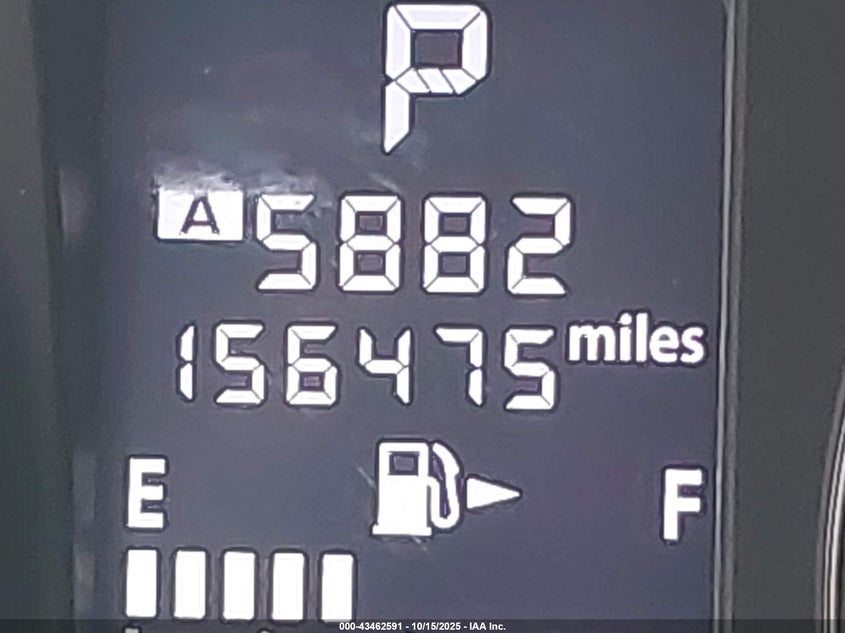 P
A 5882
156475 miles
E F
000-43462591 - 10/15/2025 - IAA Inc.